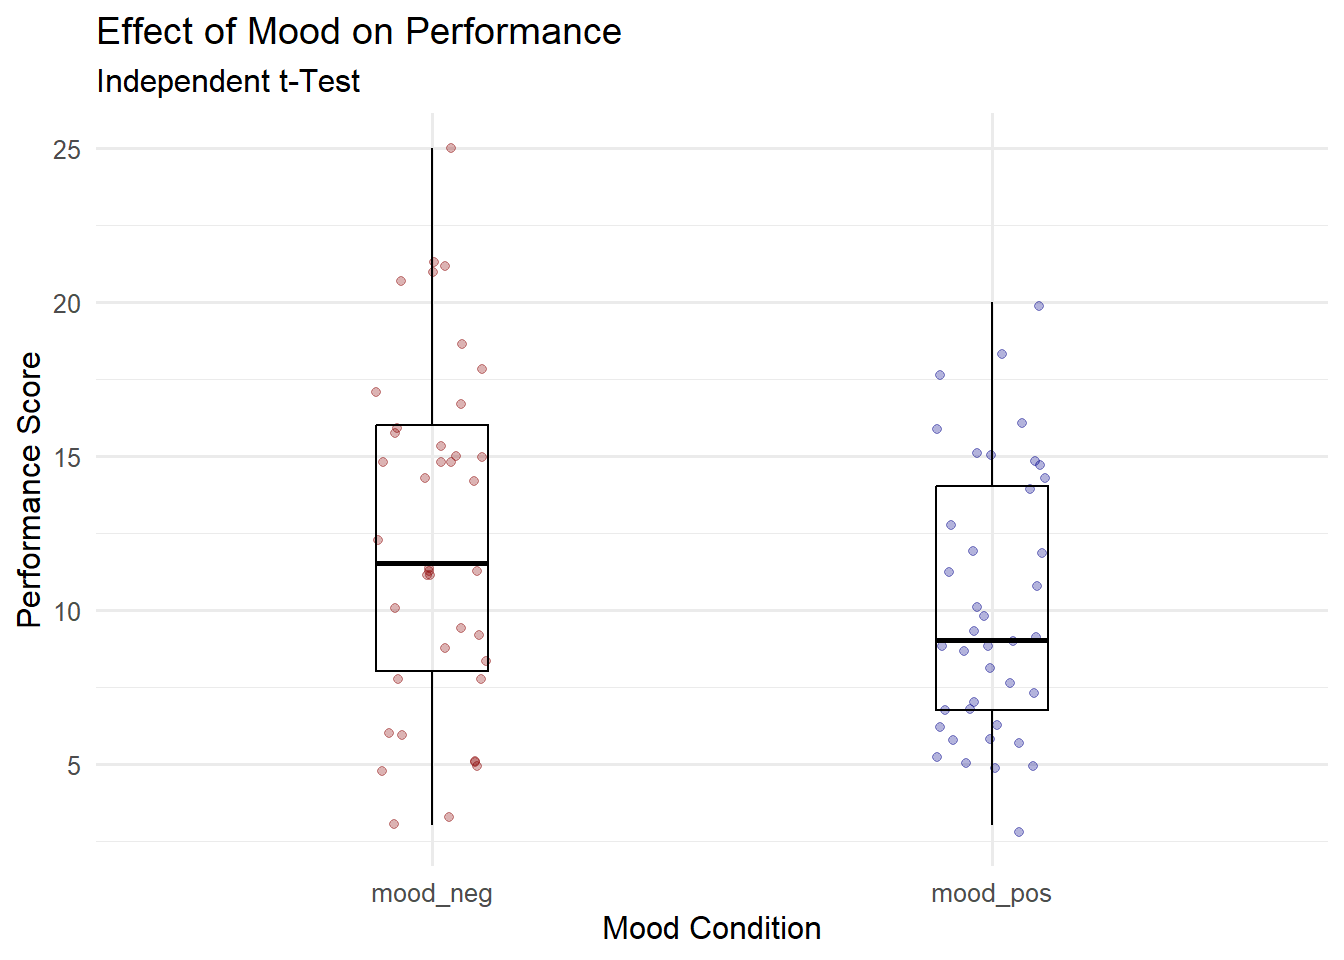 Effect of Mood on Performance
Independent t-Test
Performance Score
25
20
15
10
5
mood_neg
mood_pos
Mood Condition